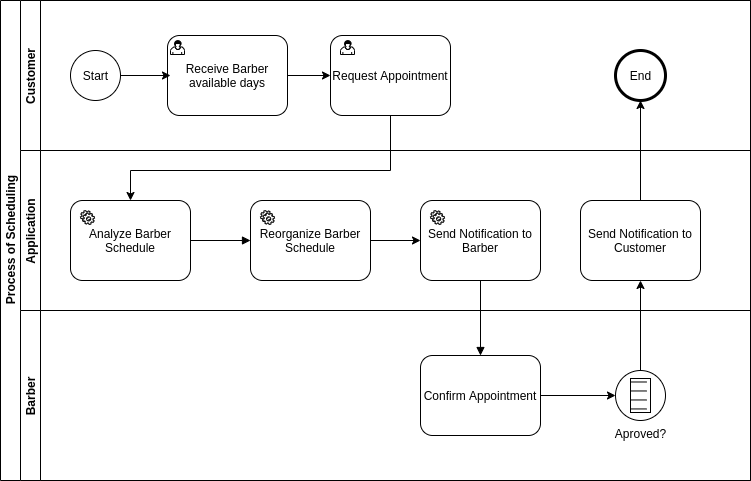 Process of Scheduling
Customer
Start
Receive Barber
available days
Request Appointment
End
Application
Analyze Barber
Schedule
Reorganize Barber
Schedule
Send Notification to
Barber
Send Notification to
Customer
Barber
Confirm Appointment
Aproved?